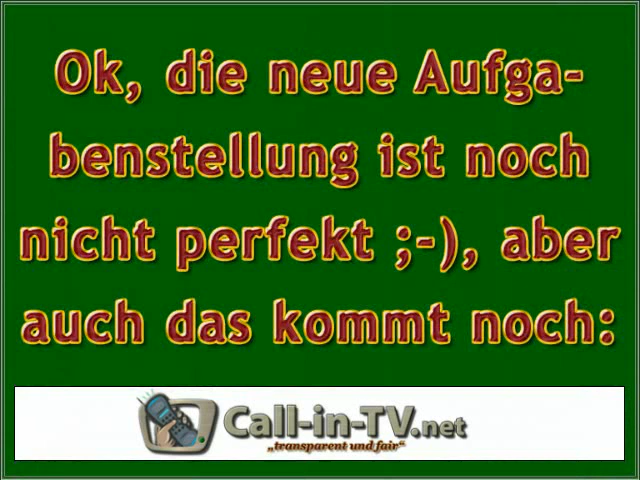 Ok, die neue Aufga-
benstellung ist noch
nicht perfekt ;-), aber
auch das kommt noch:
Call-in-TV.net
„transparent und fair“